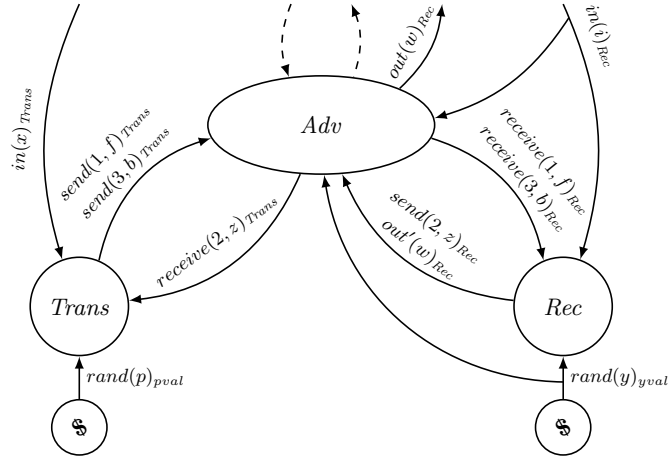 out(w)Rec
in(i)Rec
in(x)Trans
Adv
send(1, f)Trans
send(3, b)Trans
receive(1, f)Rec
receive(3, b)Rec
receive(2, z)Trans
send(2, z)Rec
out′(w)Rec
Trans
Rec
rand(p)pval
rand(y)yval
$
$